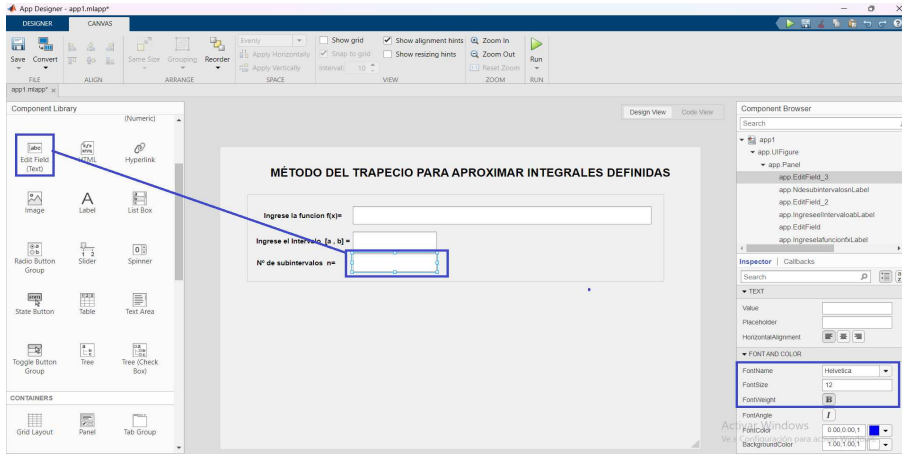 App Designer - app1.mlapp*
DESIGNER CANVAS
Save Convert Same Size Grouping Reorder Evenly Show grid Show alignment hints Zoom In Run
Apply Horizontally Snap to grid Show resizing hints Zoom Out
Apply Vertically Interval: 10 Reset Zoom
FILE ALIGN ARRANGE SPACE VIEW ZOOM RUN
app1.mlapp* ×
Component Library
(Numeric)
Edit Field (Text) HTML Hyperlink
Image Label List Box
Radio Button Group Slider Spinner
State Button Table Text Area
Toggle Button Group Tree Tree (Check Box)
CONTAINERS
Grid Layout Panel Tab Group
Design View Code View
MÉTODO DEL TRAPECIO PARA APROXIMAR INTEGRALES DEFINIDAS
Ingrese la funcion f(x)=
Ingrese el Intervalo [a , b] =
Nº de subintervalos n=
Component Browser
Search
app1
app.UIFigure
app.Panel
app.EditField_3
app.NdesubintervalosnLabel
app.EditField_2
app.IngreseelIntervaloabLabel
app.EditField
app.IngreselafuncionfxLabel
Inspector | Callbacks
Search
TEXT
Value
Placeholder
HorizontalAlignment
FONT AND COLOR
FontName Helvetica
FontSize 12
FontWeight B
FontAngle I
FontColor 0.00,0.00,1
BackgroundColor 1.00,1.00,1
Activar Windows